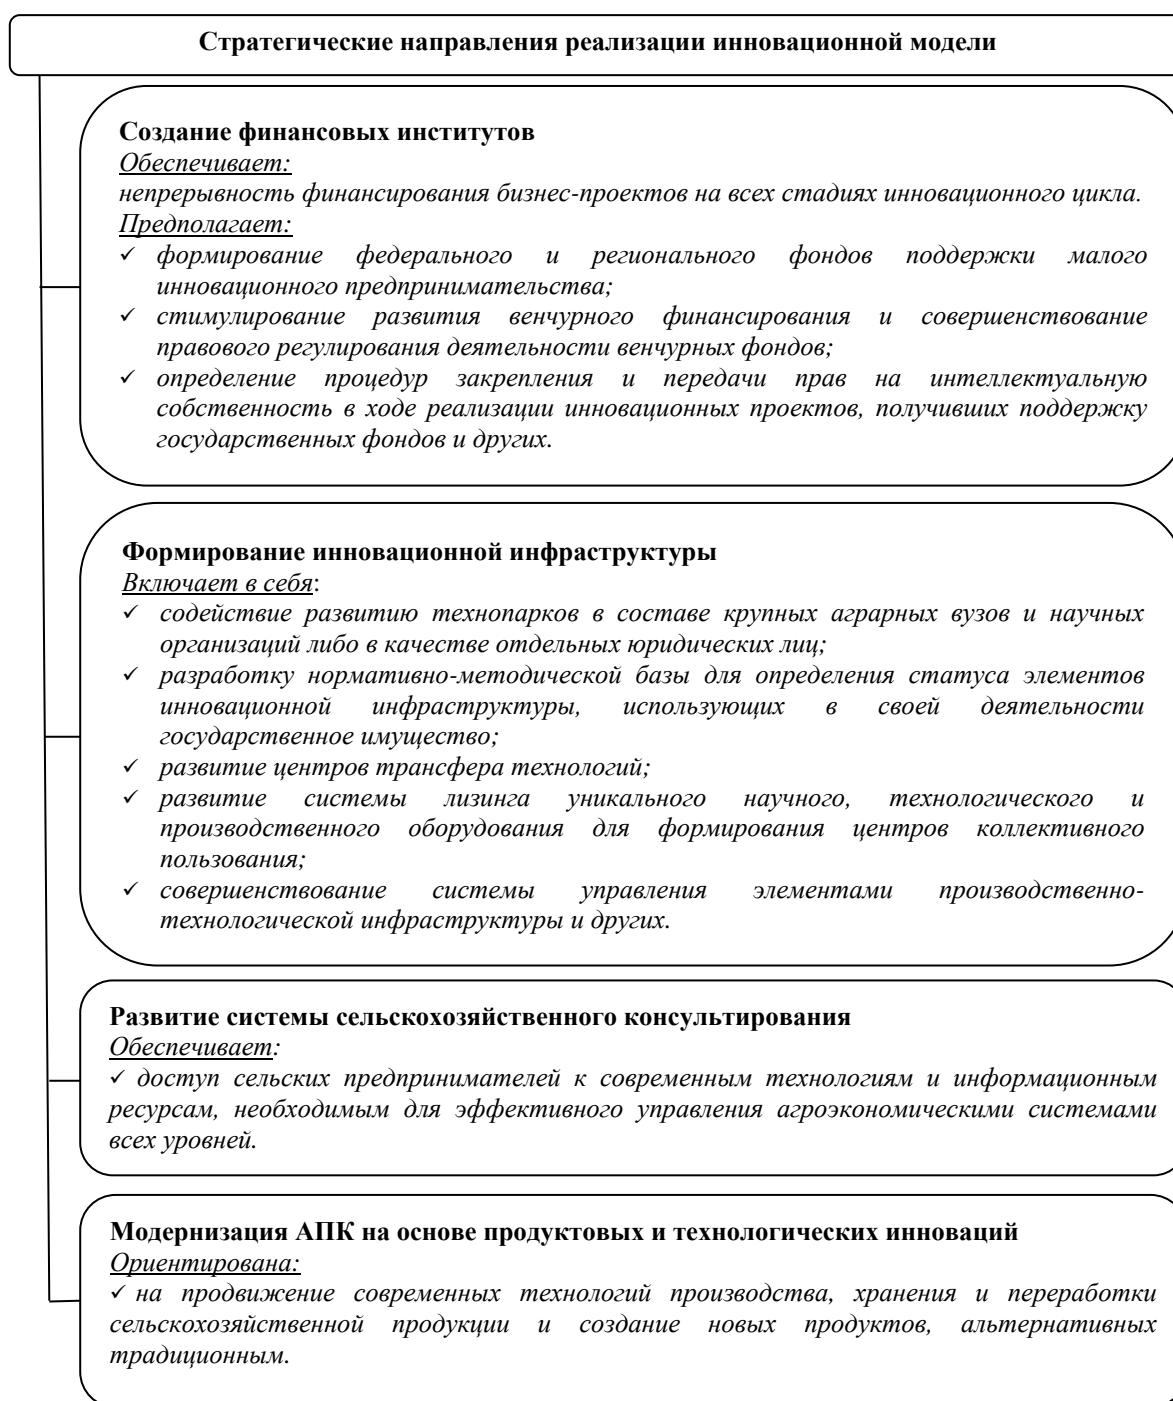 Стратегические направления реализации инновационной модели
Создание финансовых институтов
Обеспечивает:
непрерывность финансирования бизнес-проектов на всех стадиях инновационного цикла.
Предполагает:
✓ формирование федерального и регионального фондов поддержки малого
инновационного предпринимательства;
✓ стимулирование развития венчурного финансирования и совершенствование
правового регулирования деятельности венчурных фондов;
✓ определение процедур закрепления и передачи прав на интеллектуальную
собственность в ходе реализации инновационных проектов, получивших поддержку
государственных фондов и других.
Формирование инновационной инфраструктуры
Включает в себя:
✓ содействие развитию технопарков в составе крупных аграрных вузов и научных
организаций либо в качестве отдельных юридических лиц;
✓ разработку нормативно-методической базы для определения статуса элементов
инновационной инфраструктуры, использующих в своей деятельности
государственное имущество;
✓ развитие центров трансфера технологий;
✓ развитие системы лизинга уникального научного, технологического и
производственного оборудования для формирования центров коллективного
пользования;
✓ совершенствование системы управления элементами производственно-
технологической инфраструктуры и других.
Развитие системы сельскохозяйственного консультирования
Обеспечивает:
✓ доступ сельских предпринимателей к современным технологиям и информационным
ресурсам, необходимым для эффективного управления агроэкономическими системами
всех уровней.
Модернизация АПК на основе продуктовых и технологических инноваций
Ориентирована:
✓ на продвижение современных технологий производства, хранения и переработки
сельскохозяйственной продукции и создание новых продуктов, альтернативных
традиционным.